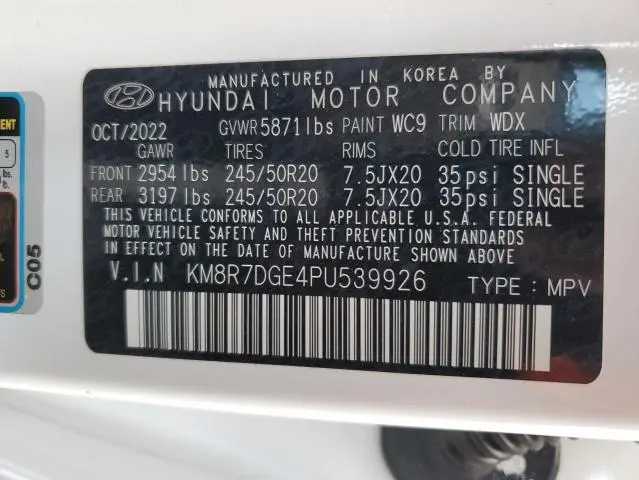 MANUFACTURED IN KOREA BY
HYUNDAI MOTOR COMPANY
OCT/2022 GVWR 5871lbs PAINT WC9 TRIM WDX
GAWR TIRES RIMS COLD TIRE INFL
FRONT 2954lbs 245/50R20 7.5JX20 35psi SINGLE
REAR 3197lbs 245/50R20 7.5JX20 35psi SINGLE
THIS VEHICLE CONFORMS TO ALL APPLICABLE U.S.A. FEDERAL
MOTOR VEHICLE SAFETY AND THEFT PREVENTION STANDARDS
IN EFFECT ON THE DATE OF MANUFACTURE SHOWN ABOVE
V.I.N KM8R7DGE4PU539926 TYPE : MPV
5
lb.
C05